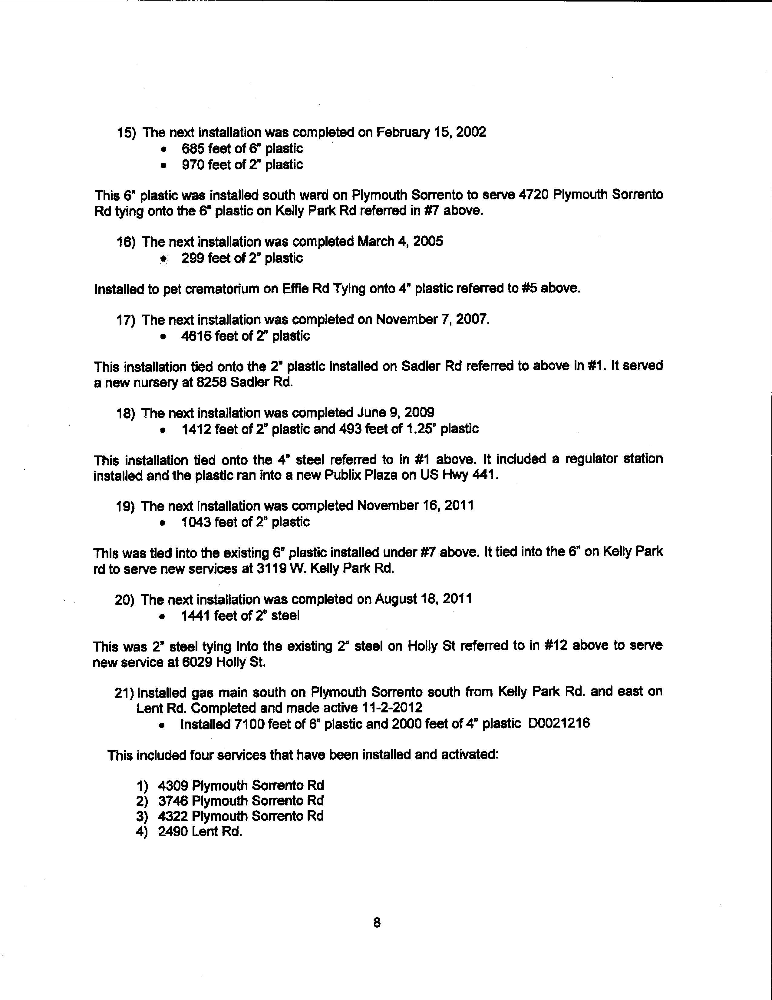 15) The next installation was completed on February 15, 2002
• 685 feet of 6" plastic
• 970 feet of 2" plastic
This 6" plastic was installed south ward on Plymouth Sorrento to serve 4720 Plymouth Sorrento
Rd tying onto the 6" plastic on Kelly Park Rd referred in #7 above.
16) The next installation was completed March 4, 2005
• 299 feet of 2" plastic
Installed to pet crematorium on Effie Rd Tying onto 4" plastic referred to #5 above.
17) The next installation was completed on November 7, 2007.
• 4616 feet of 2" plastic
This installation tied onto the 2" plastic installed on Sadler Rd referred to above in #1. It served
a new nursery at 8258 Sadler Rd.
18) The next installation was completed June 9, 2009
• 1412 feet of 2" plastic and 493 feet of 1.25" plastic
This installation tied onto the 4" steel referred to in #1 above. It included a regulator station
installed and the plastic ran into a new Publix Plaza on US Hwy 441.
19) The next installation was completed November 16, 2011
• 1043 feet of 2" plastic
This was tied into the existing 6" plastic installed under #7 above. It tied into the 6" on Kelly Park
rd to serve new services at 3119 W. Kelly Park Rd.
20) The next installation was completed on August 18, 2011
• 1441 feet of 2" steel
This was 2" steel tying into the existing 2" steel on Holly St referred to in #12 above to serve
new service at 6029 Holly St.
21) Installed gas main south on Plymouth Sorrento south from Kelly Park Rd. and east on
Lent Rd. Completed and made active 11-2-2012
• Installed 7100 feet of 6" plastic and 2000 feet of 4" plastic D0021216
This included four services that have been installed and activated:
1) 4309 Plymouth Sorrento Rd
2) 3746 Plymouth Sorrento Rd
3) 4322 Plymouth Sorrento Rd
4) 2490 Lent Rd.
8